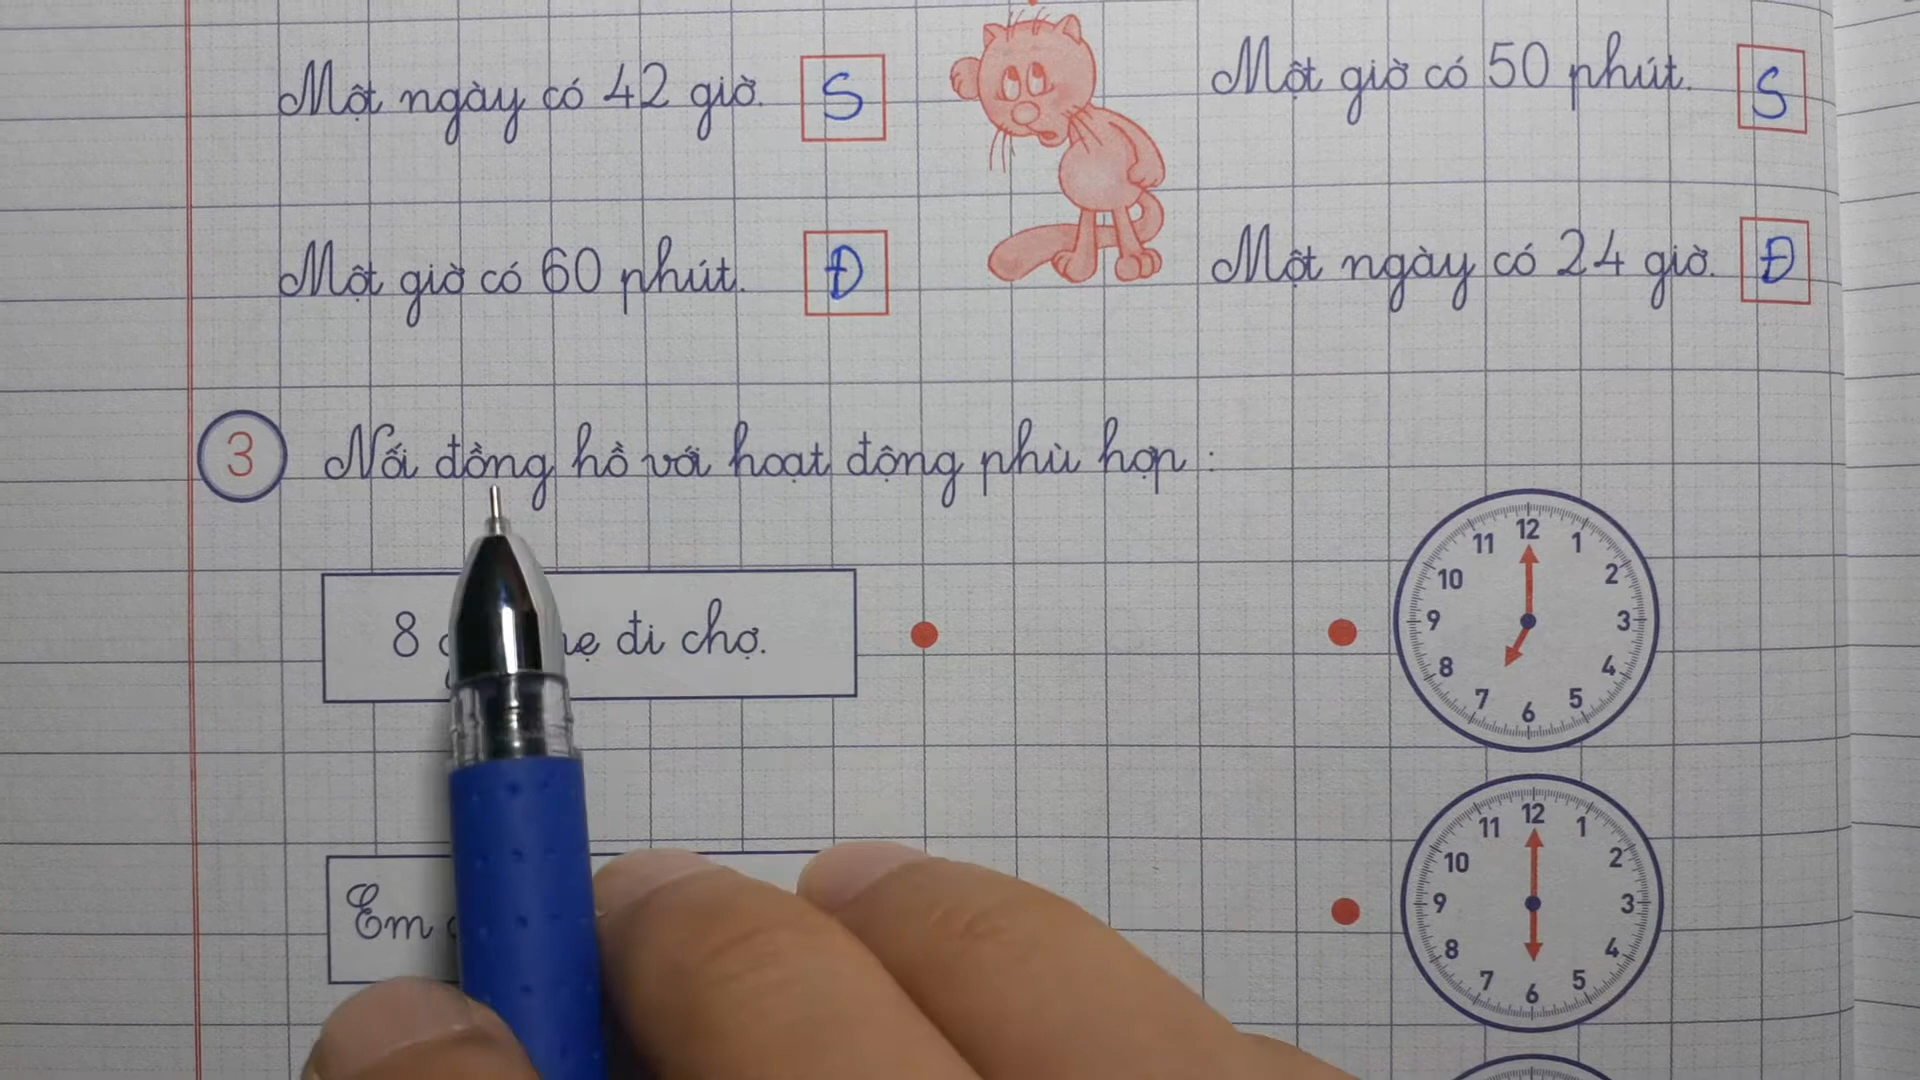 Một ngày có 42 giờ. S
Một giờ có 50 phút. S
Một giờ có 60 phút. Đ
Một ngày có 24 giờ. Đ
3 Nối đồng hồ với hoạt động phù hợp :
8 đi chợ.
12 1 2 3 4 5 6 7 8 9 10 11
Em
12 1 2 3 4 5 6 7 8 9 10 11